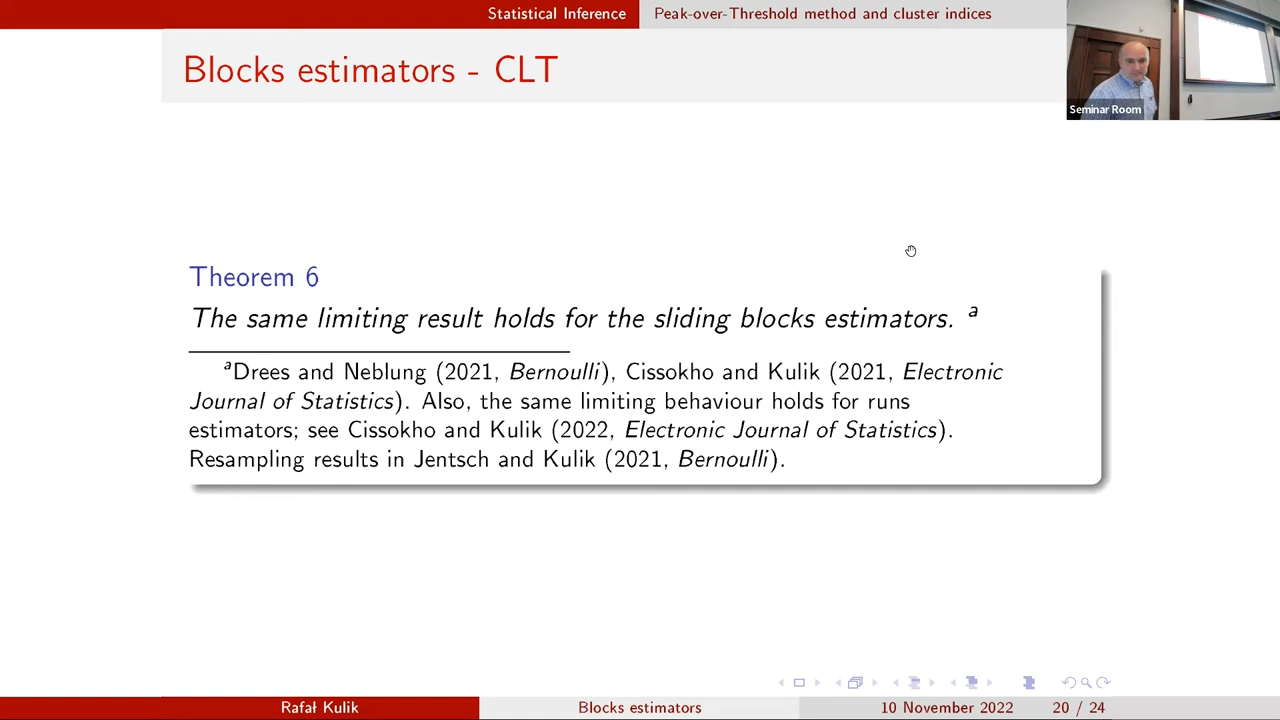 Statistical Inference
Peak-over-Threshold method and cluster indices
Blocks estimators - CLT
Seminar Room
Theorem 6
The same limiting result holds for the sliding blocks estimators. a
aDrees and Neblung (2021, Bernoulli), Cissokho and Kulik (2021, Electronic
Journal of Statistics). Also, the same limiting behaviour holds for runs
estimators; see Cissokho and Kulik (2022, Electronic Journal of Statistics).
Resampling results in Jentsch and Kulik (2021, Bernoulli).
Rafał Kulik
Blocks estimators
10 November 2022
20 / 24